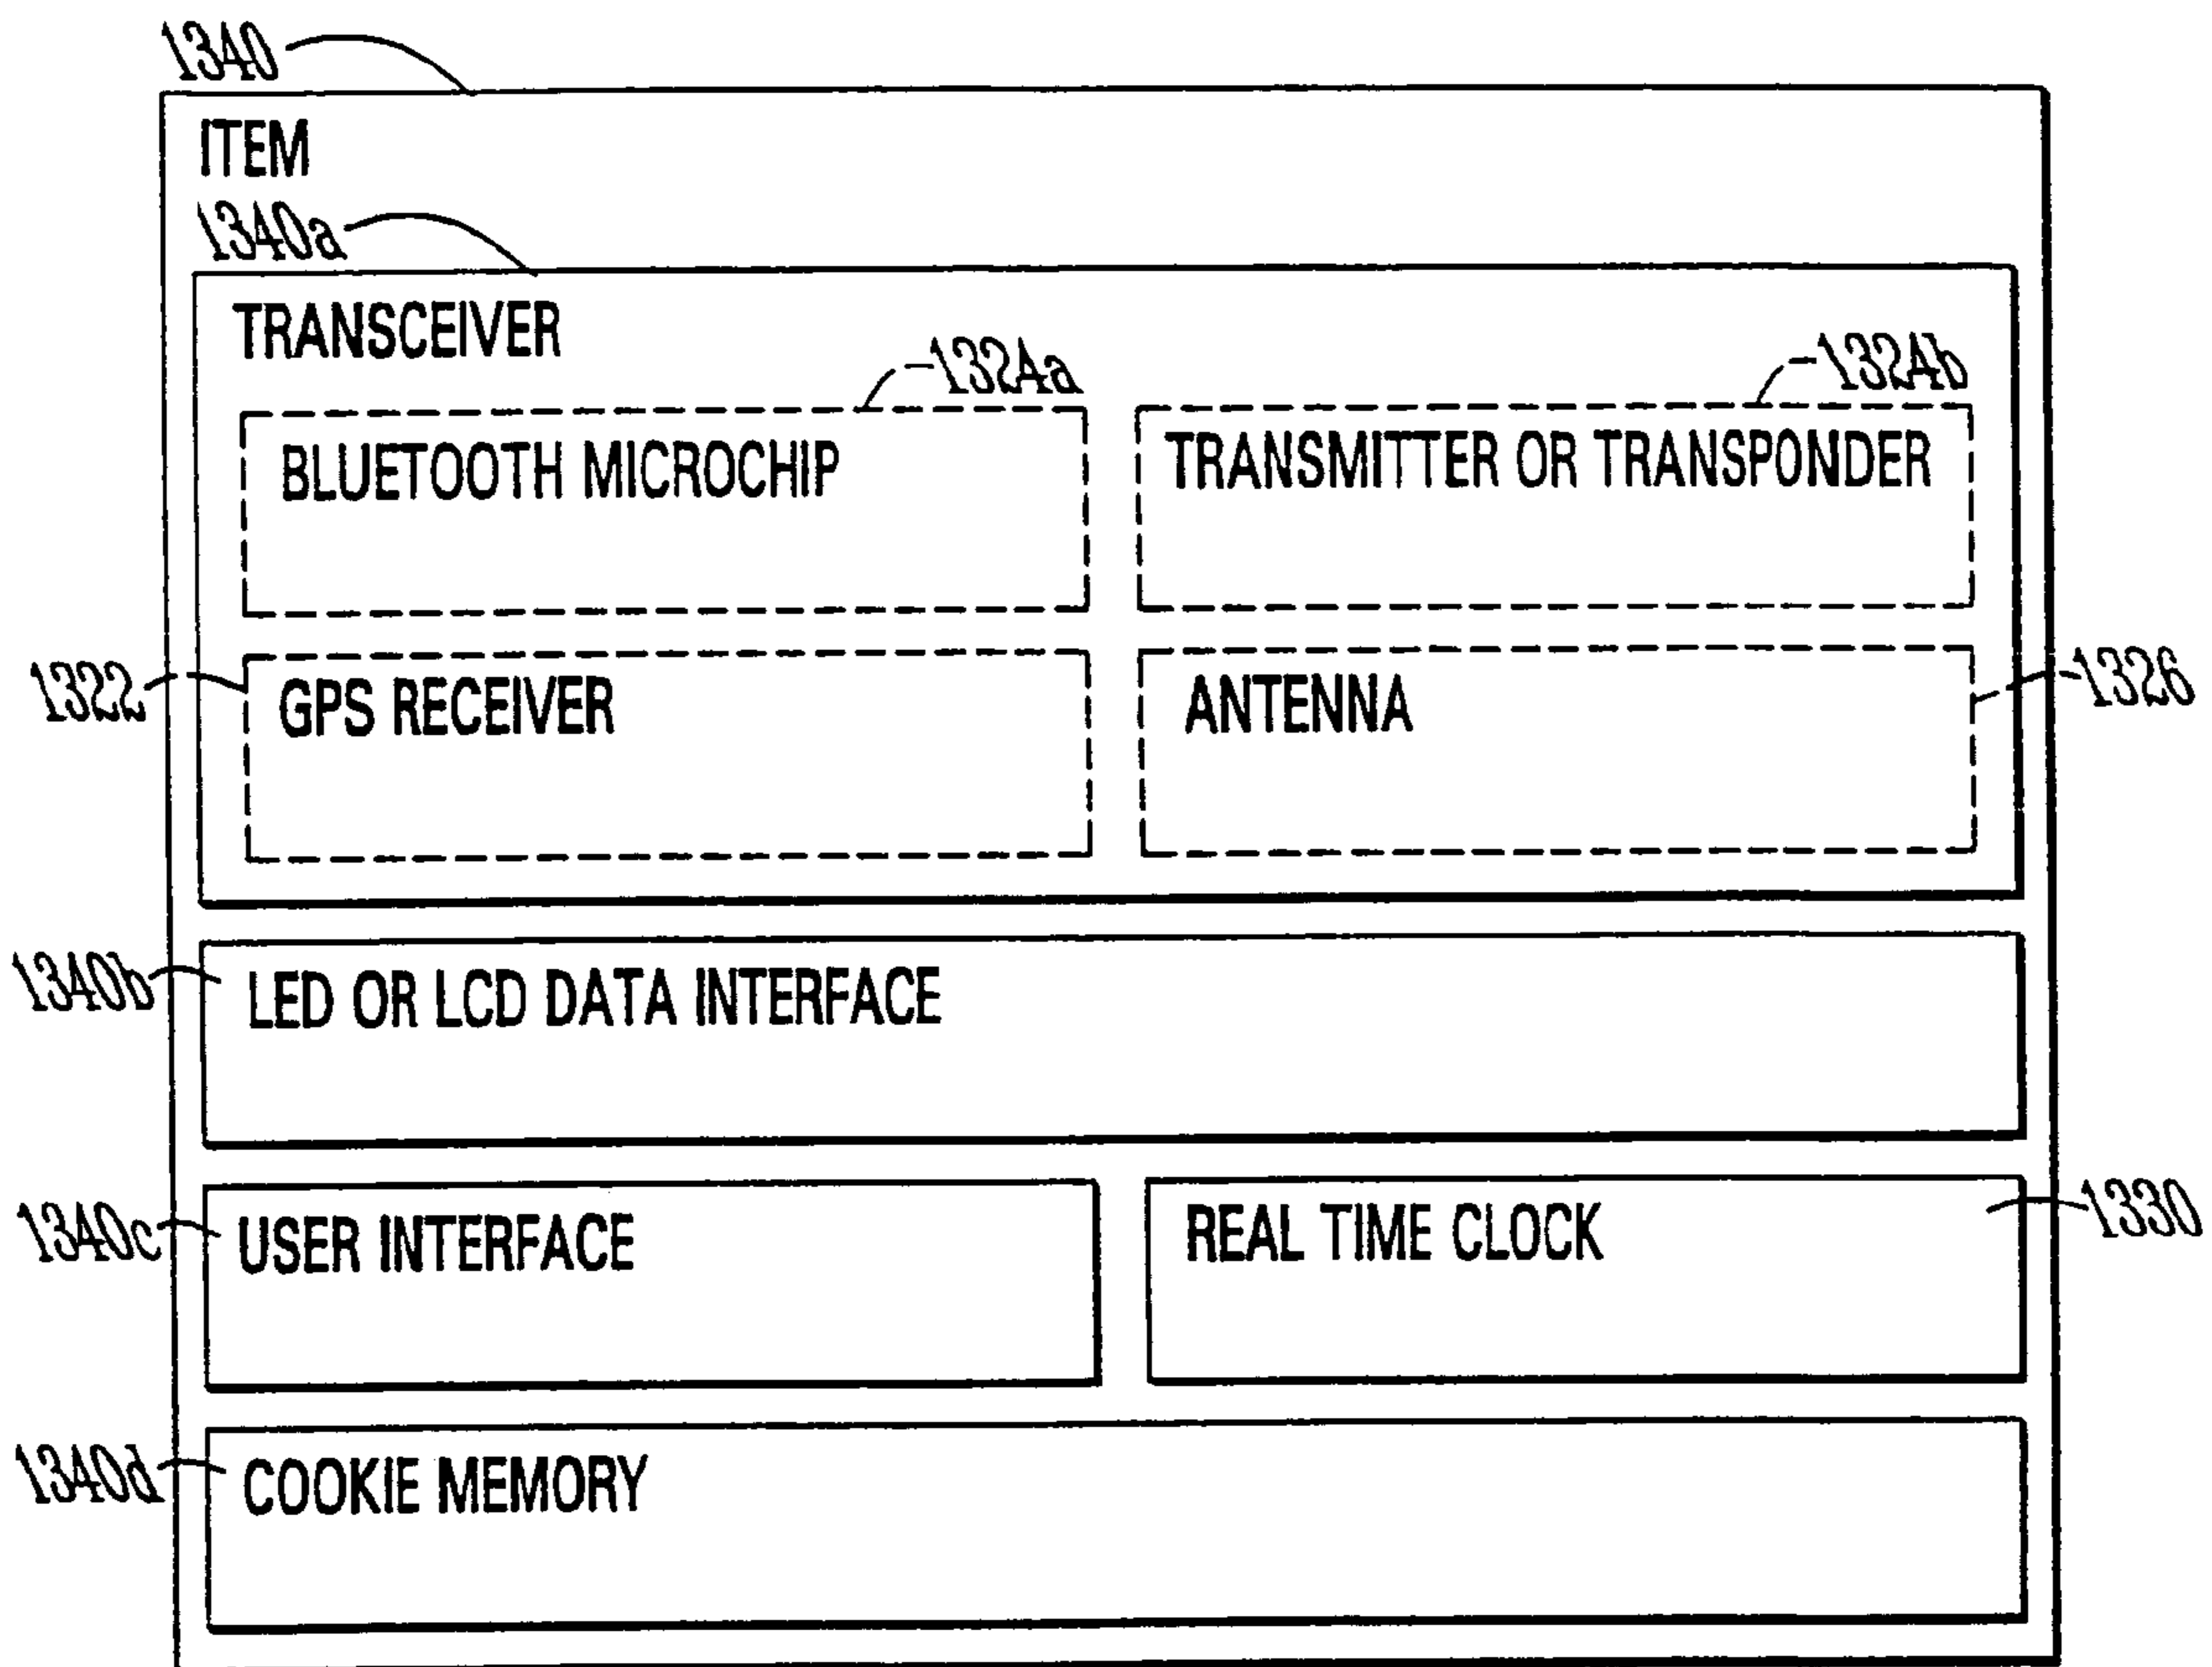 1340
ITEM
1340a
TRANSCEIVER
1324a
1324b
BLUETOOTH MICROCHIP
TRANSMITTER OR TRANSPONDER
1322
GPS RECEIVER
ANTENNA
1326
1340b
LED OR LCD DATA INTERFACE
1340c
USER INTERFACE
REAL TIME CLOCK
1330
1340d
COOKIE MEMORY